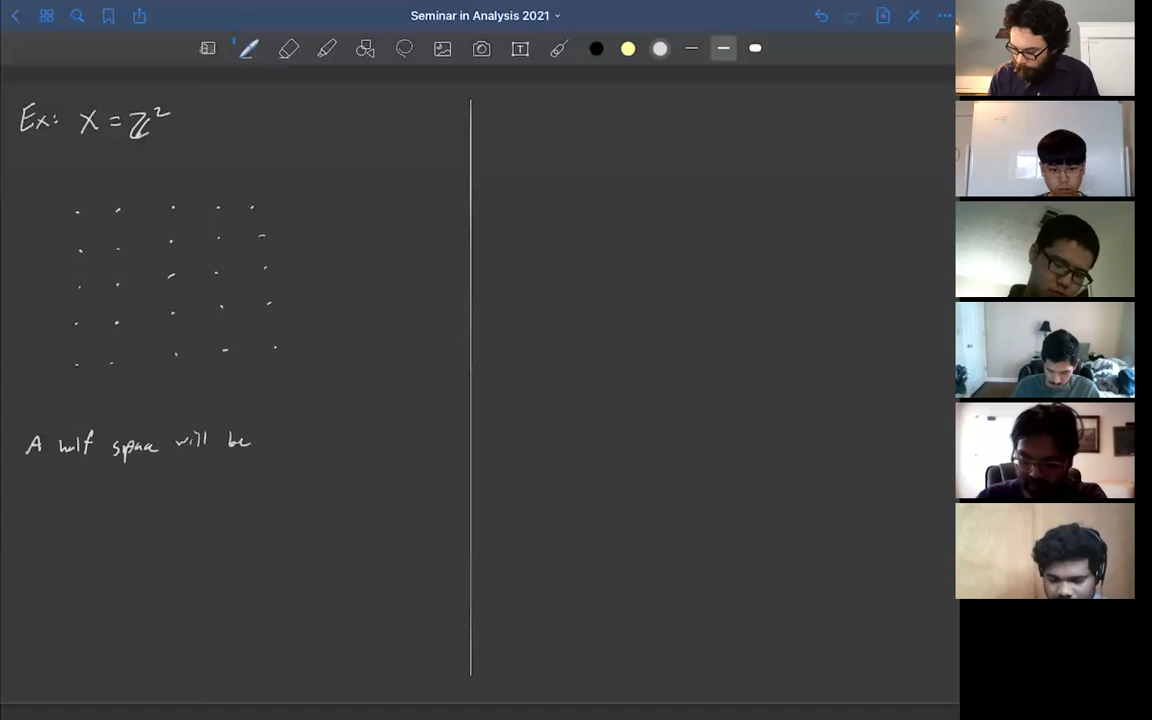 Seminar in Analysis 2021
Ex: X = ℤ²
A half space will be